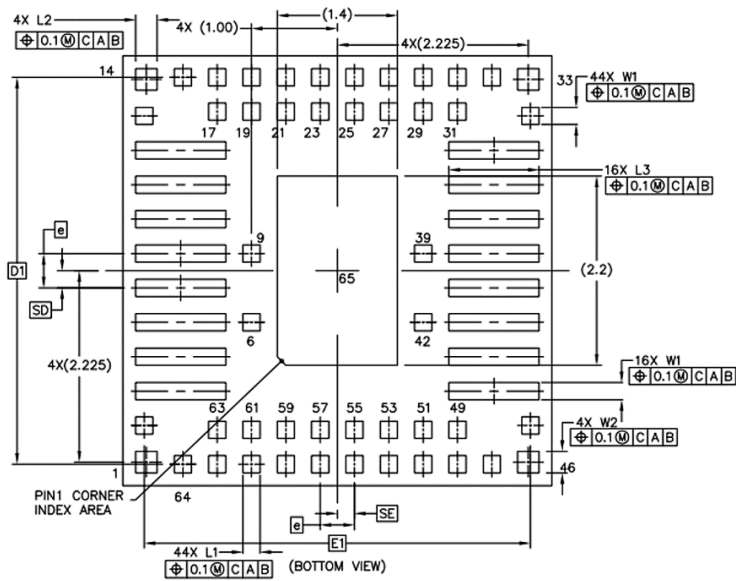 (1.4)
4X L2
4X (1.00)
⌖ 0.1Ⓜ C A B
4X(2.225)
14
33
44X W1
⌖ 0.1Ⓜ C A B
17 19 21 23 25 27 29 31
16X L3
⌖ 0.1Ⓜ C A B
e
9
39
D1
65
(2.2)
SD
6
42
4X(2.225)
16X W1
⌖ 0.1Ⓜ C A B
63 61 59 57 55 53 51 49
4X W2
⌖ 0.1Ⓜ C A B
1
46
64
PIN1 CORNER
INDEX AREA
SE
e
E1
44X L1
⌖ 0.1Ⓜ C A B
(BOTTOM VIEW)